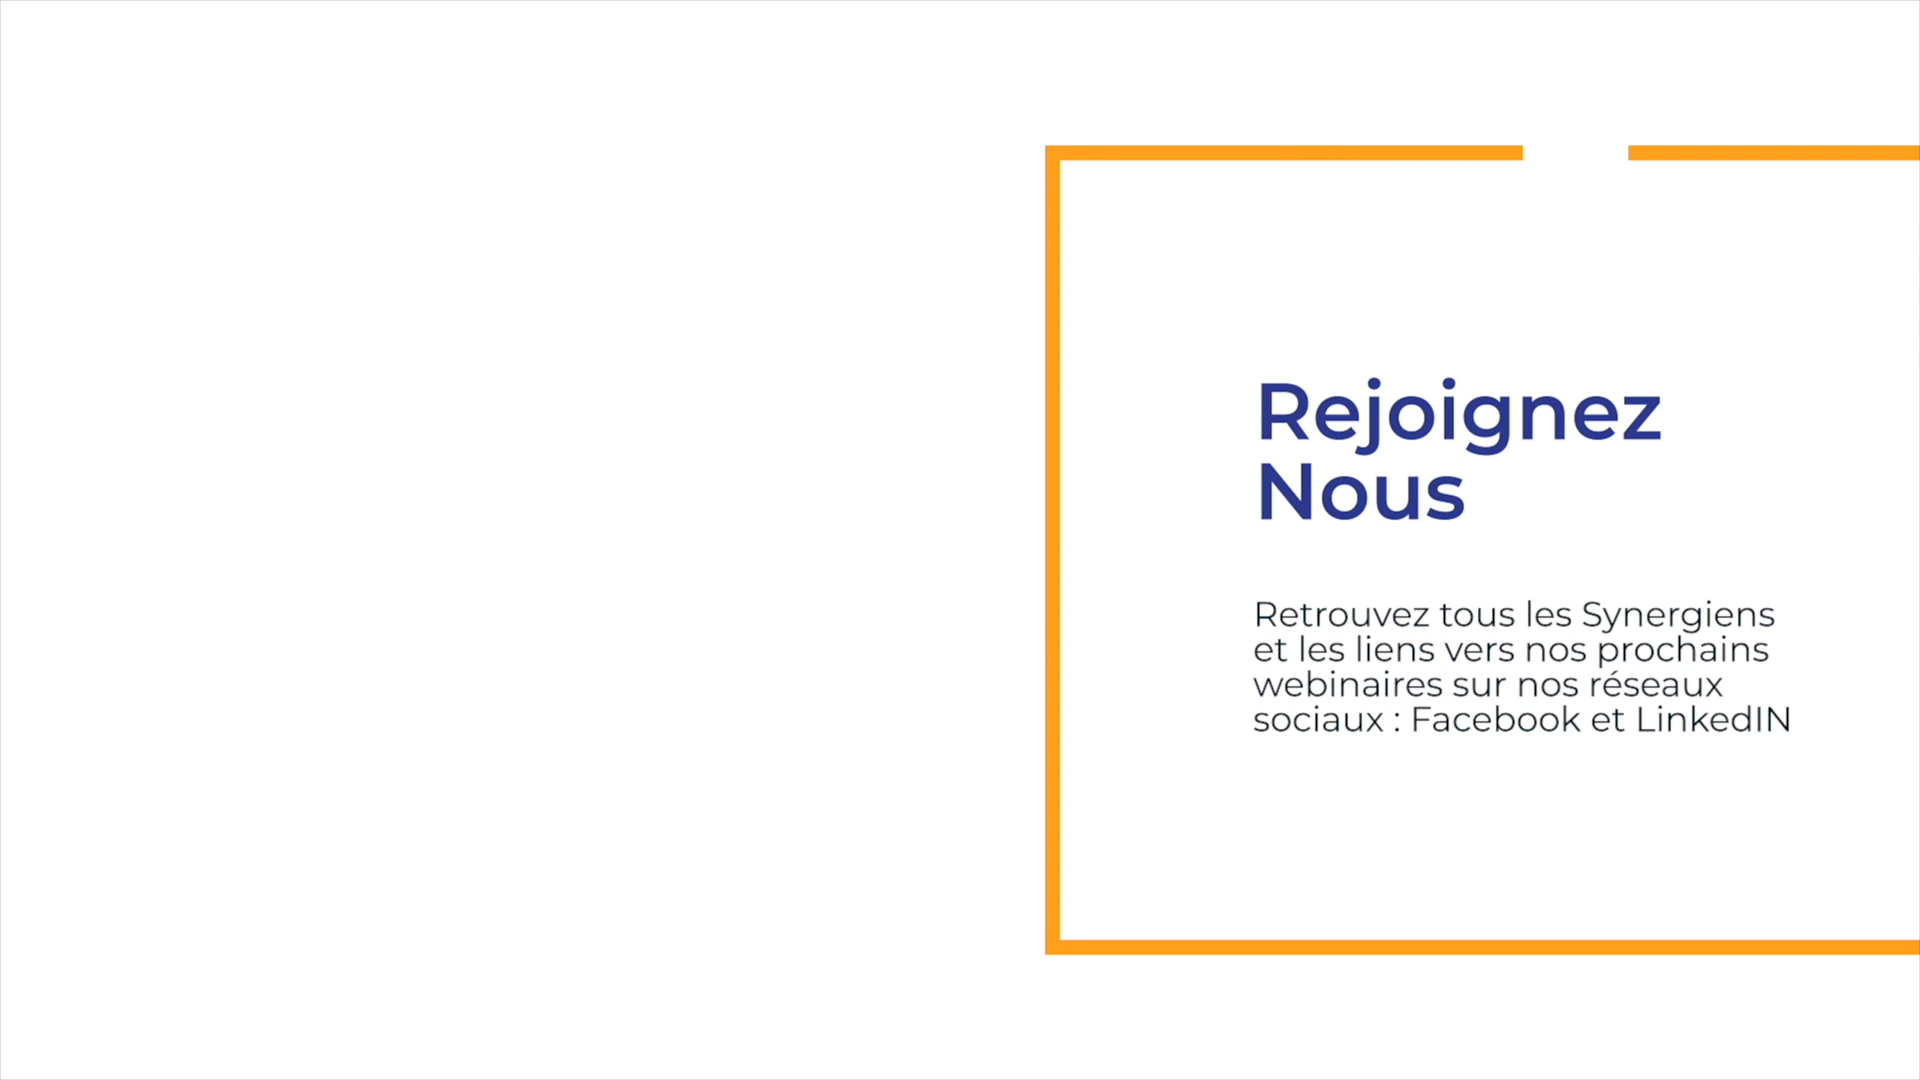 Rejoignez
Nous
Retrouvez tous les Synergiens
et les liens vers nos prochains
webinaires sur nos réseaux
sociaux : Facebook et LinkedIN